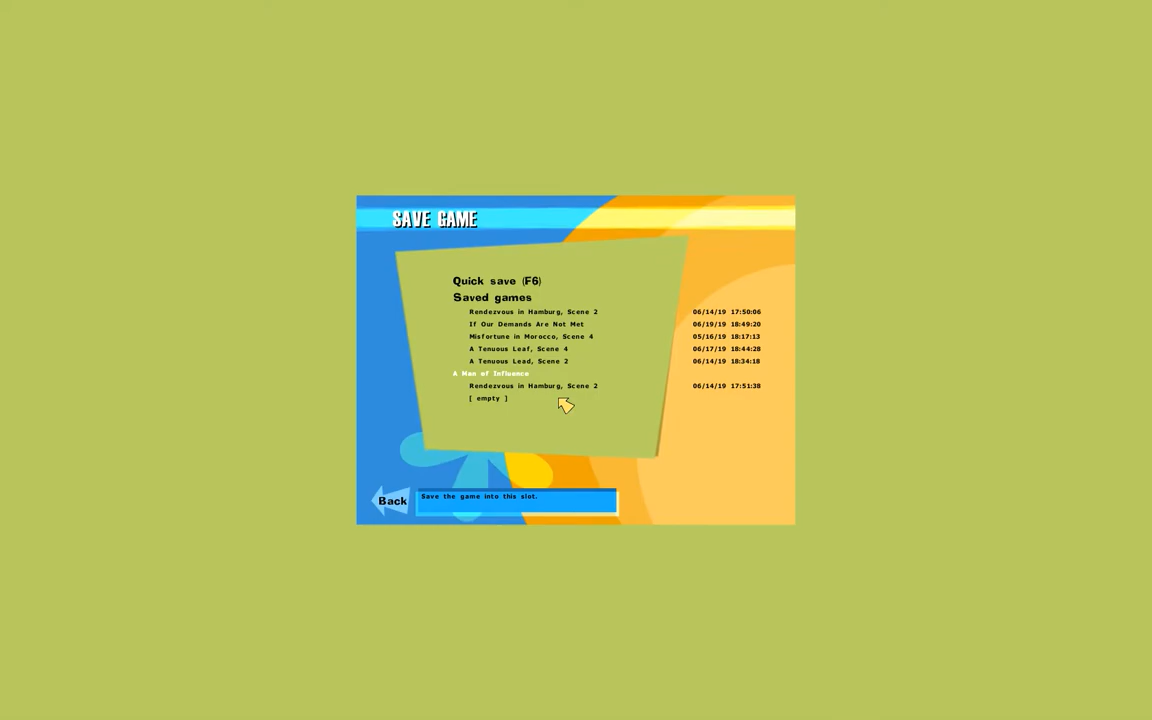 SAVE GAME
Quick save (F6)
Saved games
Rendezvous in Hamburg, Scene 2 06/14/19 17:50:06
If Our Demands Are Not Met 06/19/19 18:49:20
Misfortune in Morocco, Scene 4 05/16/19 18:17:13
A Tenuous Leaf, Scene 4 06/17/19 18:44:28
A Tenuous Lead, Scene 2 06/14/19 18:34:18
A Man of Influence
Rendezvous in Hamburg, Scene 2 06/14/19 17:51:38
[ empty ]
Back
Save the game into this slot.